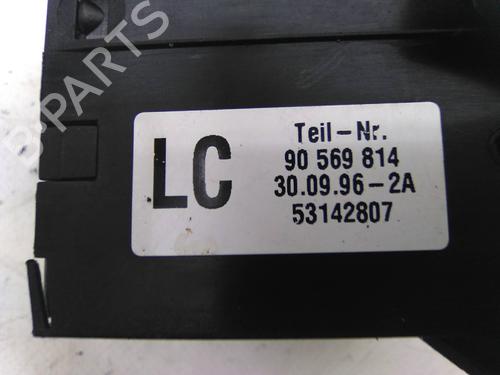 B-PARTS
LC
Teil-Nr.
90 569 814
30.09.96-2A
53142807